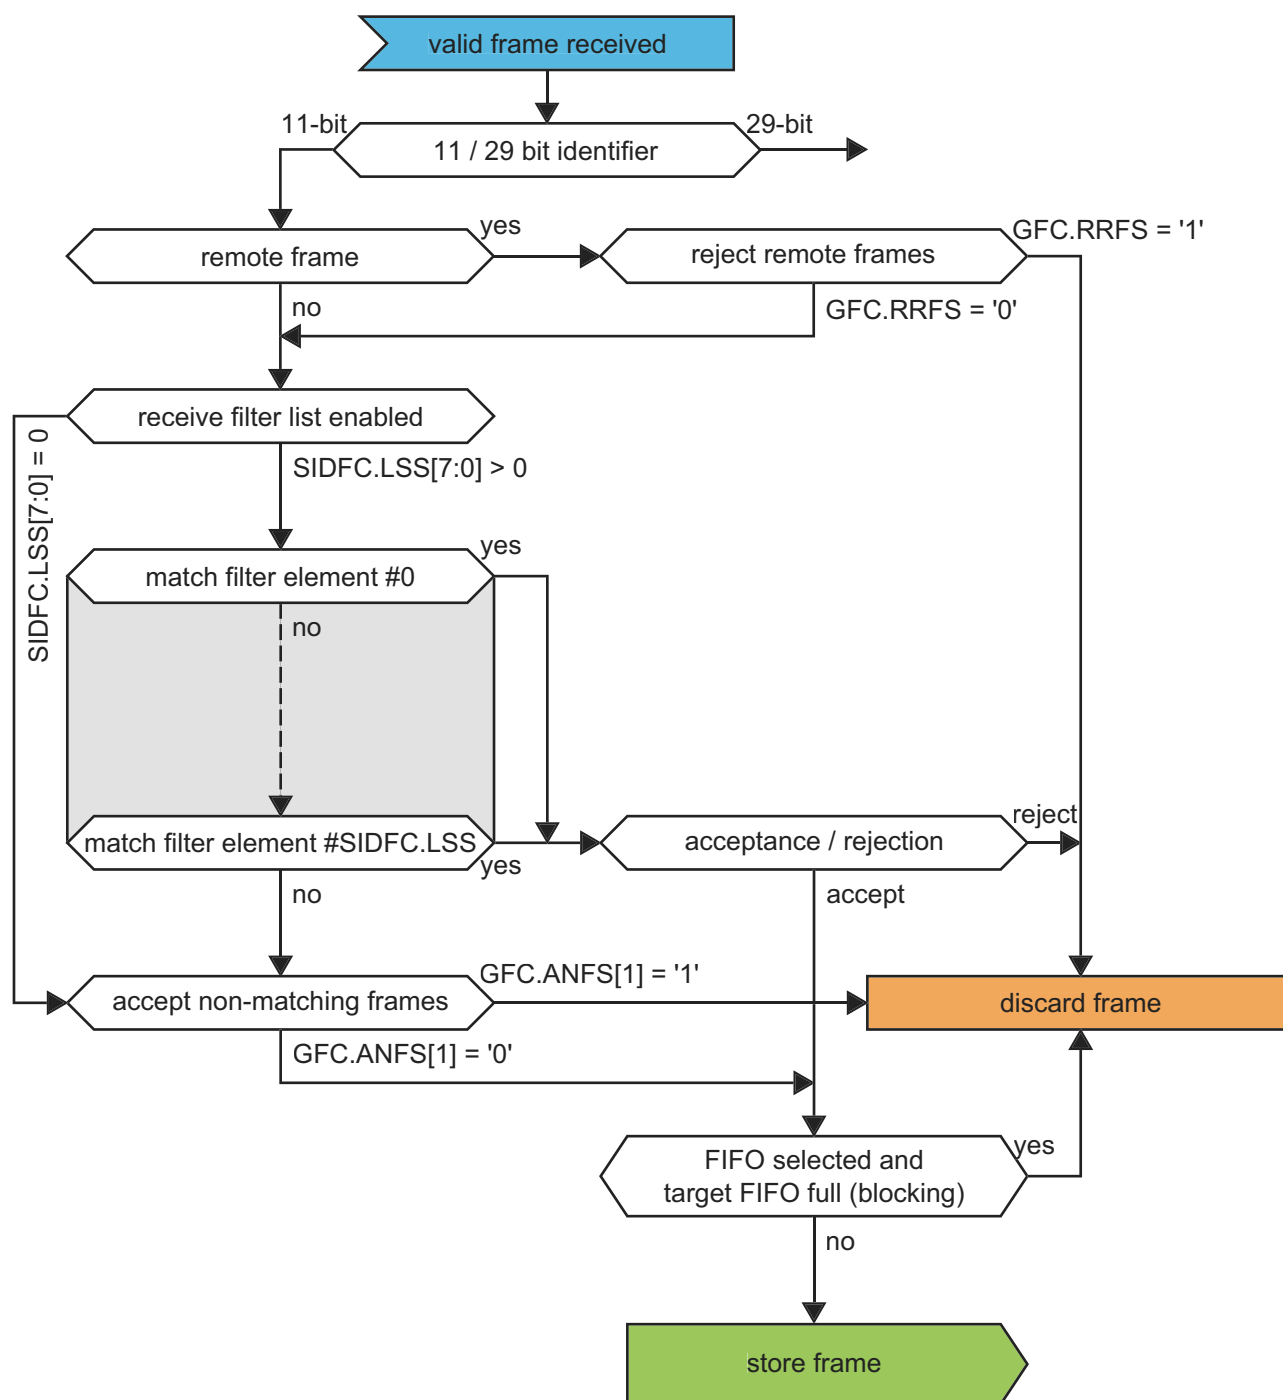 valid frame received
11-bit
29-bit
11 / 29 bit identifier
remote frame
yes
reject remote frames
GFC.RRFS = '1'
no
GFC.RRFS = '0'
receive filter list enabled
SIDFC.LSS[7:0] = 0
SIDFC.LSS[7:0] > 0
match filter element #0
yes
no
match filter element #SIDFC.LSS
yes
acceptance / rejection
reject
no
accept
accept non-matching frames
GFC.ANFS[1] = '1'
discard frame
GFC.ANFS[1] = '0'
FIFO selected and
target FIFO full (blocking)
yes
no
store frame